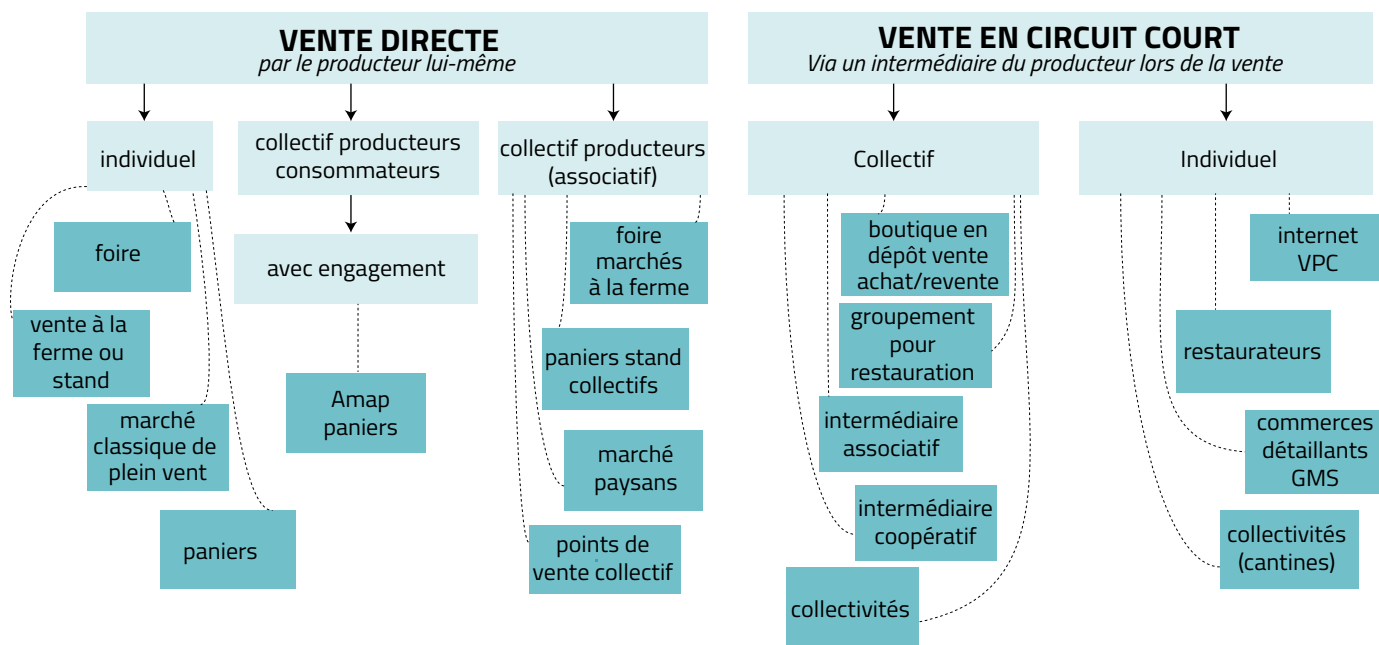 VENTE DIRECTE
par le producteur lui-même
individuel
collectif producteurs
consommateurs
collectif producteurs
(associatif)
foire
avec engagement
foire
marchés
à la ferme
vente à la
ferme ou
stand
paniers stand
collectifs
marché
classique de
plein vent
Amap
paniers
marché
paysans
paniers
points de
vente collectif
VENTE EN CIRCUIT COURT
Via un intermédiaire du producteur lors de la vente
Collectif
Individuel
boutique en
dépôt vente
achat/revente
internet
VPC
groupement
pour
restauration
restaurateurs
intermédiaire
associatif
commerces
détaillants
GMS
intermédiaire
coopératif
collectivités
(cantines)
collectivités